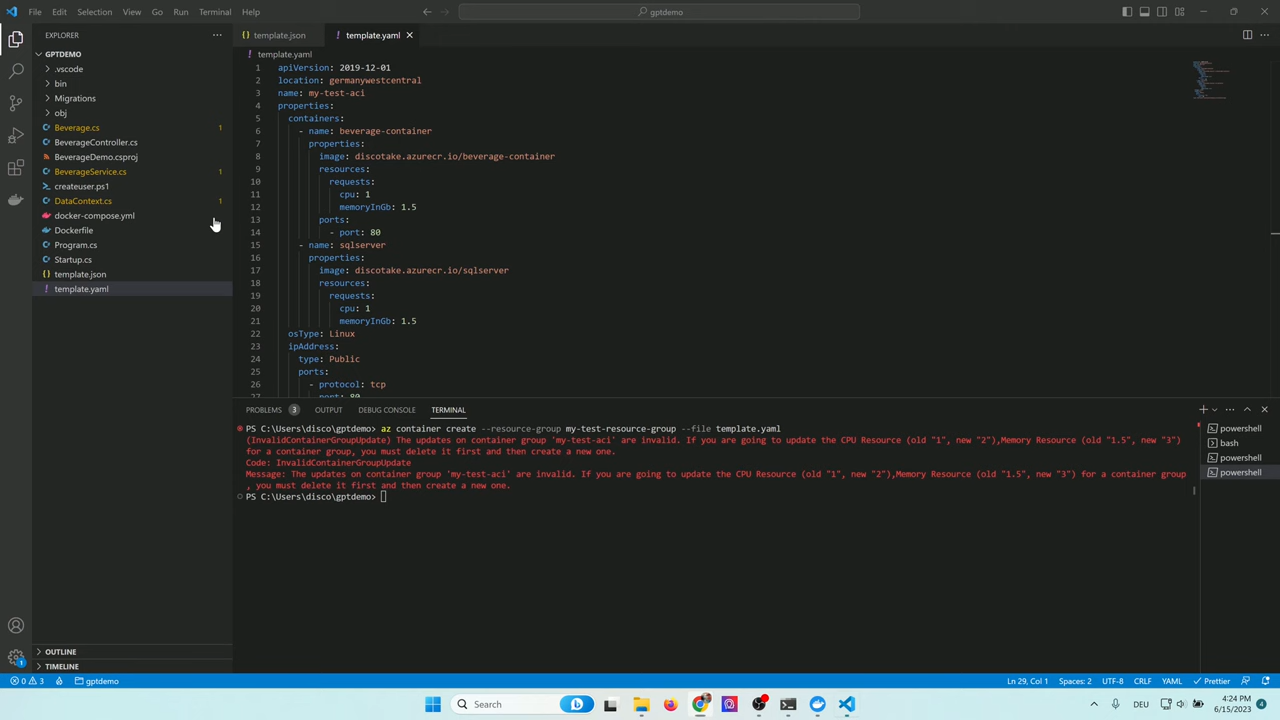 File Edit Selection View Go Run Terminal Help
gptdemo
EXPLORER
GPTDEMO
.vscode
bin
Migrations
obj
Beverage.cs 1
BeverageController.cs
BeverageDemo.csproj
BeverageService.cs 1
createuser.ps1
DataContext.cs 1
docker-compose.yml
Dockerfile
Program.cs
Startup.cs
template.json
template.yaml
OUTLINE
TIMELINE
template.json template.yaml
template.yaml
1 apiVersion: 2019-12-01
2 location: germanywestcentral
3 name: my-test-aci
4 properties:
5 containers:
6 - name: beverage-container
7 properties:
8 image: discotake.azurecr.io/beverage-container
9 resources:
10 requests:
11 cpu: 1
12 memoryInGb: 1.5
13 ports:
14 - port: 80
15 - name: sqlserver
16 properties:
17 image: discotake.azurecr.io/sqlserver
18 resources:
19 requests:
20 cpu: 1
21 memoryInGb: 1.5
22 osType: Linux
23 ipAddress:
24 type: Public
25 ports:
26 - protocol: tcp
27 port: 80
PROBLEMS 3 OUTPUT DEBUG CONSOLE TERMINAL
PS C:\Users\disco\gptdemo> az container create --resource-group my-test-resource-group --file template.yaml
(InvalidContainerGroupUpdate) The updates on container group 'my-test-aci' are invalid. If you are going to update the CPU Resource (old "1", new "2"),Memory Resource (old "1.5", new "3")
for a container group, you must delete it first and then create a new one.
Code: InvalidContainerGroupUpdate
Message: The updates on container group 'my-test-aci' are invalid. If you are going to update the CPU Resource (old "1", new "2"),Memory Resource (old "1.5", new "3") for a container group
, you must delete it first and then create a new one.
PS C:\Users\disco\gptdemo>
powershell
bash
powershell
powershell
1
0 3 gptdemo
Ln 29, Col 1 Spaces: 2 UTF-8 CRLF YAML Prettier
Search
DEU
4:24 PM
6/15/2023